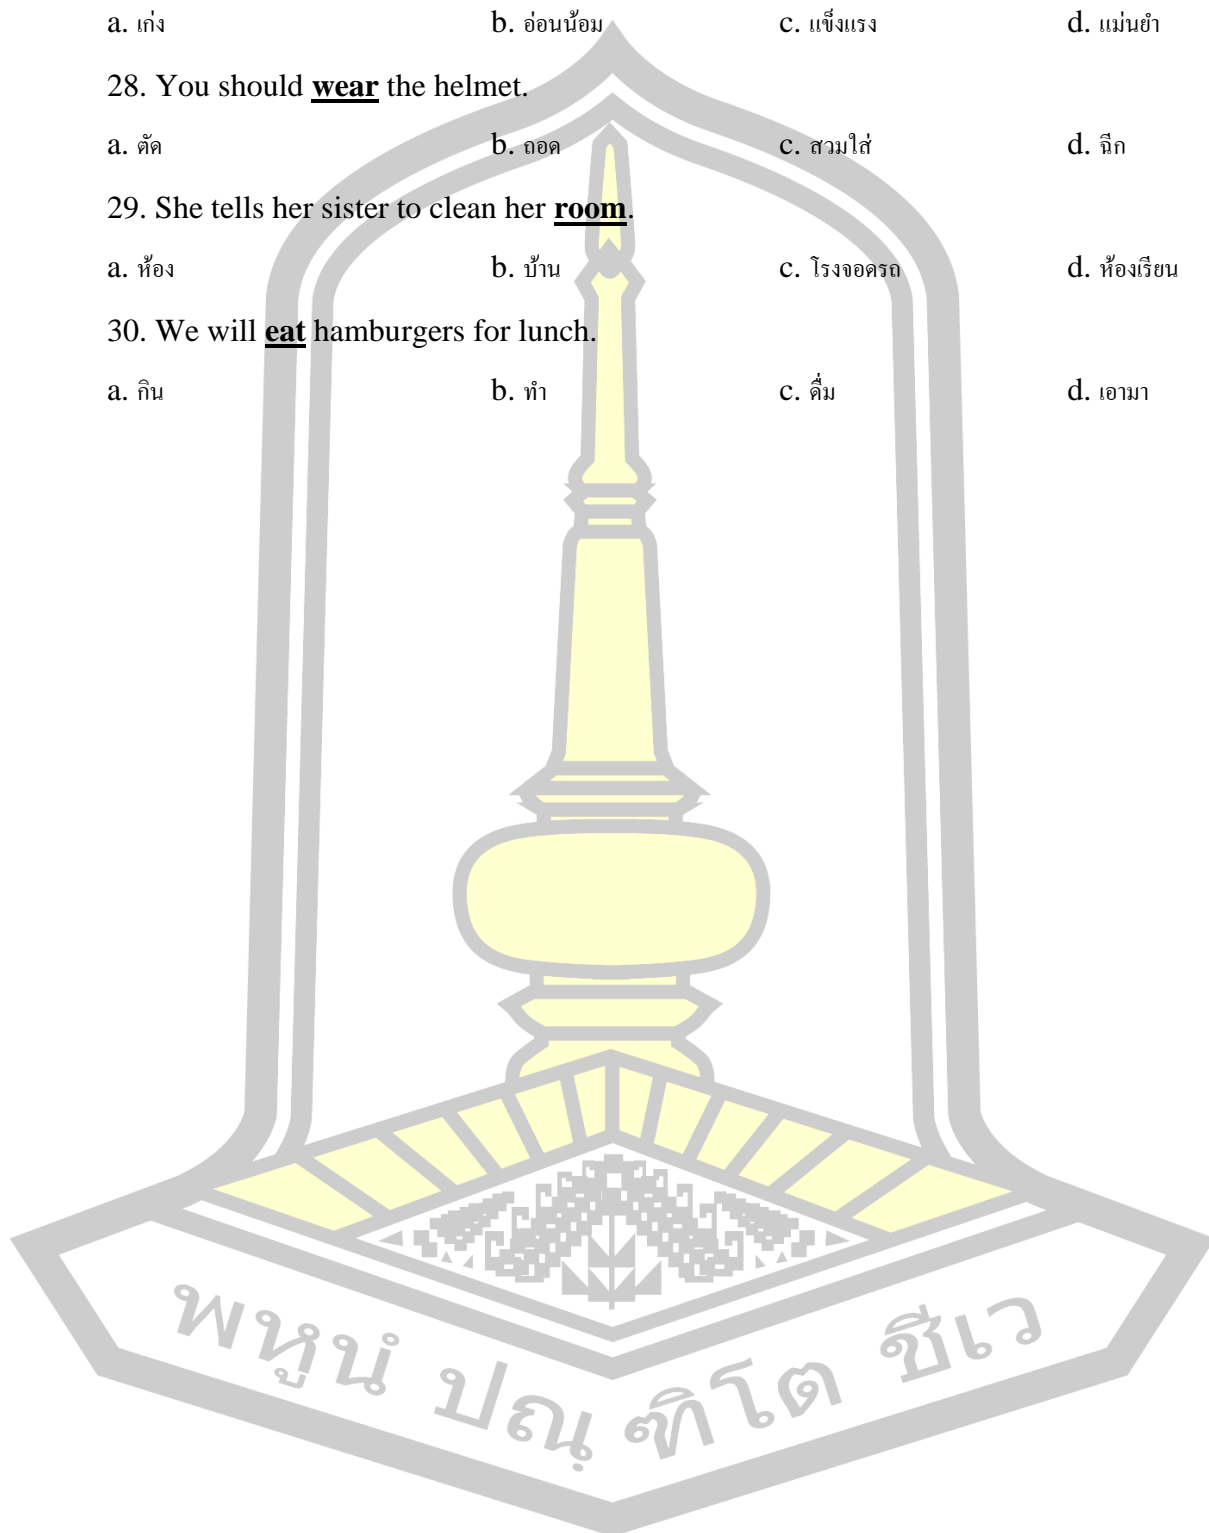 a. เก่ง b. อ่อนน้อม c. แข็งแรง d. แม่นยำ
28. You should wear the helmet.
a. ตัด b. ถอด c. สวมใส่ d. ฉีก
29. She tells her sister to clean her room.
a. ห้อง b. บ้าน c. โรงจอดรถ d. ห้องเรียน
30. We will eat hamburgers for lunch.
a. กิน b. ทำ c. ดื่ม d. เอามา
พหูนํ ปณฺฑิโต ชีเว